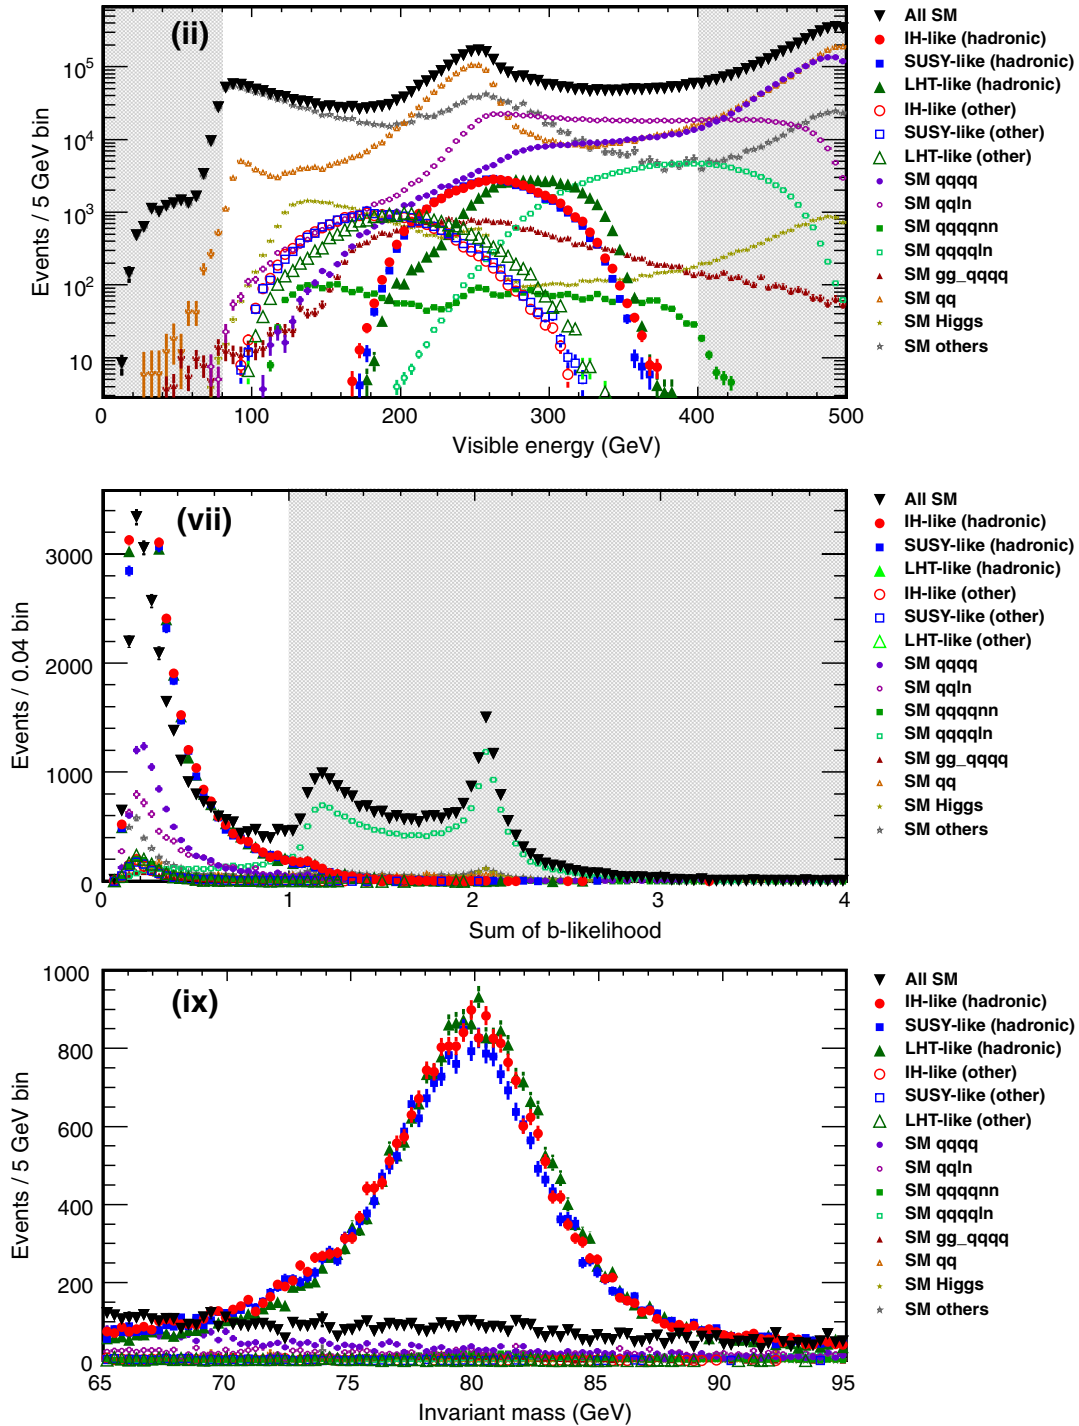 (ii)
Events / 5 GeV bin
10^5
10^4
10^3
10^2
10
0 100 200 300 400 500
Visible energy (GeV)
All SM
IH-like (hadronic)
SUSY-like (hadronic)
LHT-like (hadronic)
IH-like (other)
SUSY-like (other)
LHT-like (other)
SM qqqq
SM qqln
SM qqqqnn
SM qqqqln
SM gg_qqqq
SM qq
SM Higgs
SM others
(vii)
Events / 0.04 bin
3000
2000
1000
0
0 1 2 3 4
Sum of b-likelihood
All SM
IH-like (hadronic)
SUSY-like (hadronic)
LHT-like (hadronic)
IH-like (other)
SUSY-like (other)
LHT-like (other)
SM qqqq
SM qqln
SM qqqqnn
SM qqqqln
SM gg_qqqq
SM qq
SM Higgs
SM others
(ix)
Events / 5 GeV bin
1000
800
600
400
200
0
65 70 75 80 85 90 95
Invariant mass (GeV)
All SM
IH-like (hadronic)
SUSY-like (hadronic)
LHT-like (hadronic)
IH-like (other)
SUSY-like (other)
LHT-like (other)
SM qqqq
SM qqln
SM qqqqnn
SM qqqqln
SM gg_qqqq
SM qq
SM Higgs
SM others